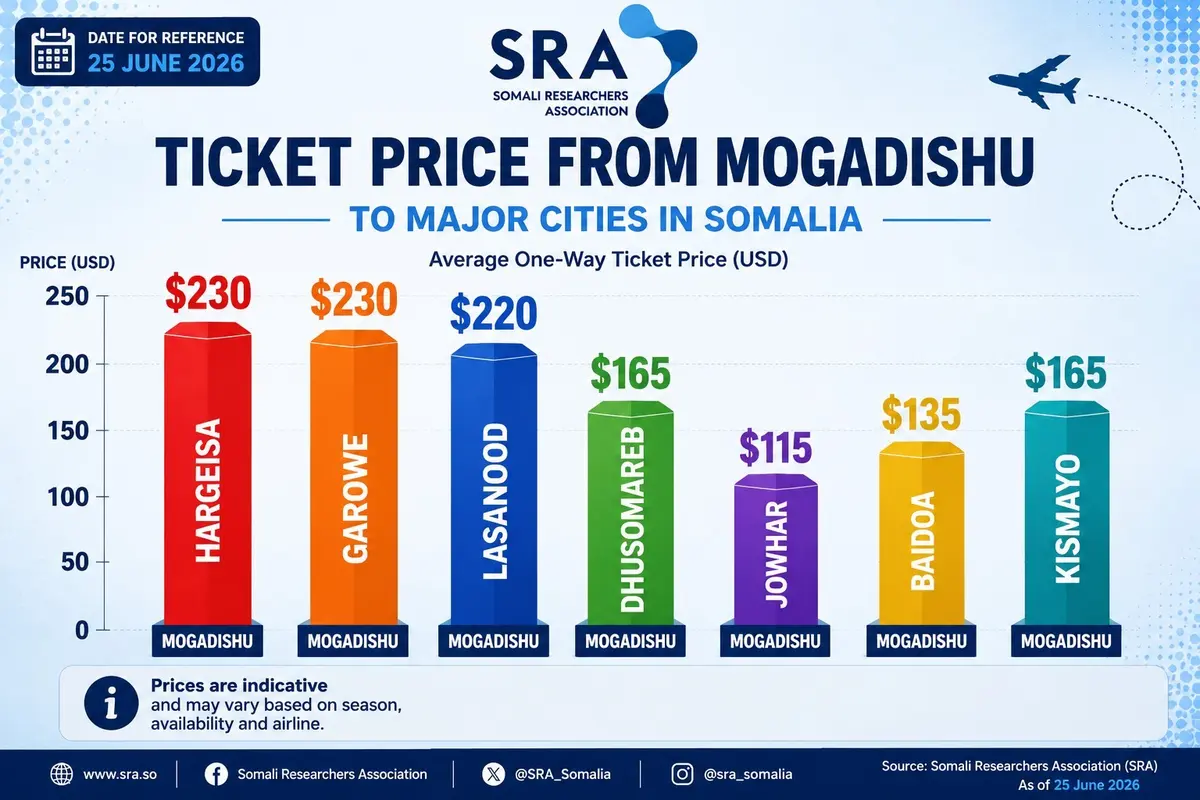 DATE FOR REFERENCE
25 JUNE 2026
SRA
SOMALI RESEARCHERS
ASSOCIATION
TICKET PRICE FROM MOGADISHU
TO MAJOR CITIES IN SOMALIA
PRICE (USD)
Average One-Way Ticket Price (USD)
250
200
150
100
50
0
$230
$230
$220
$165
$115
$135
$165
HARGEISA
GAROWE
LASANOOD
DHUSOMAREB
JOWHAR
BAIDOA
KISMAYO
MOGADISHU
MOGADISHU
MOGADISHU
MOGADISHU
MOGADISHU
MOGADISHU
MOGADISHU
i
Prices are indicative
and may vary based on season,
availability and airline.
www.sra.so
Somali Researchers Association
@SRA_Somalia
@sra_somalia
Source: Somali Researchers Association (SRA)
As of 25 June 2026